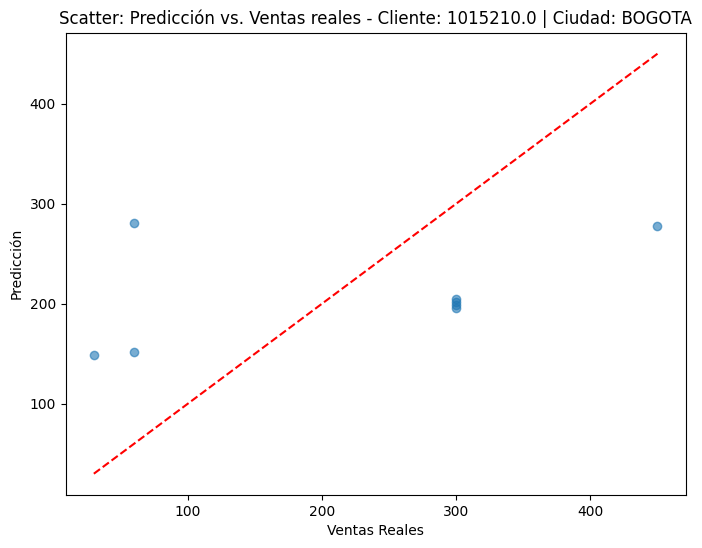 Scatter: Predicción vs. Ventas reales - Cliente: 1015210.0 | Ciudad: BOGOTA
400
300
200
100
Predicción
100
200
300
400
Ventas Reales